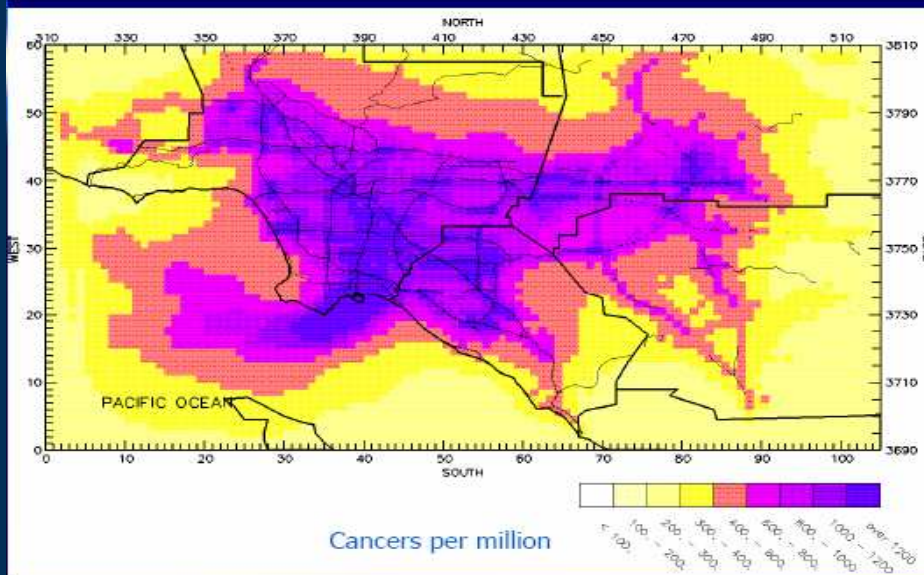 NORTH
310 330 350 370 390 410 430 450 470 490 510
60 3810
50 3790
40 3770
WEST
30 3750
20 3730
10 3710
PACIFIC OCEAN
0 3690
0 10 20 30 40 50 60 70 80 90 100
SOUTH
< 100.
100. - 200.
200. - 300.
300. - 400.
400. - 600.
600. - 800.
800. - 1000
1000 - 1200
over 1200
Cancers per million